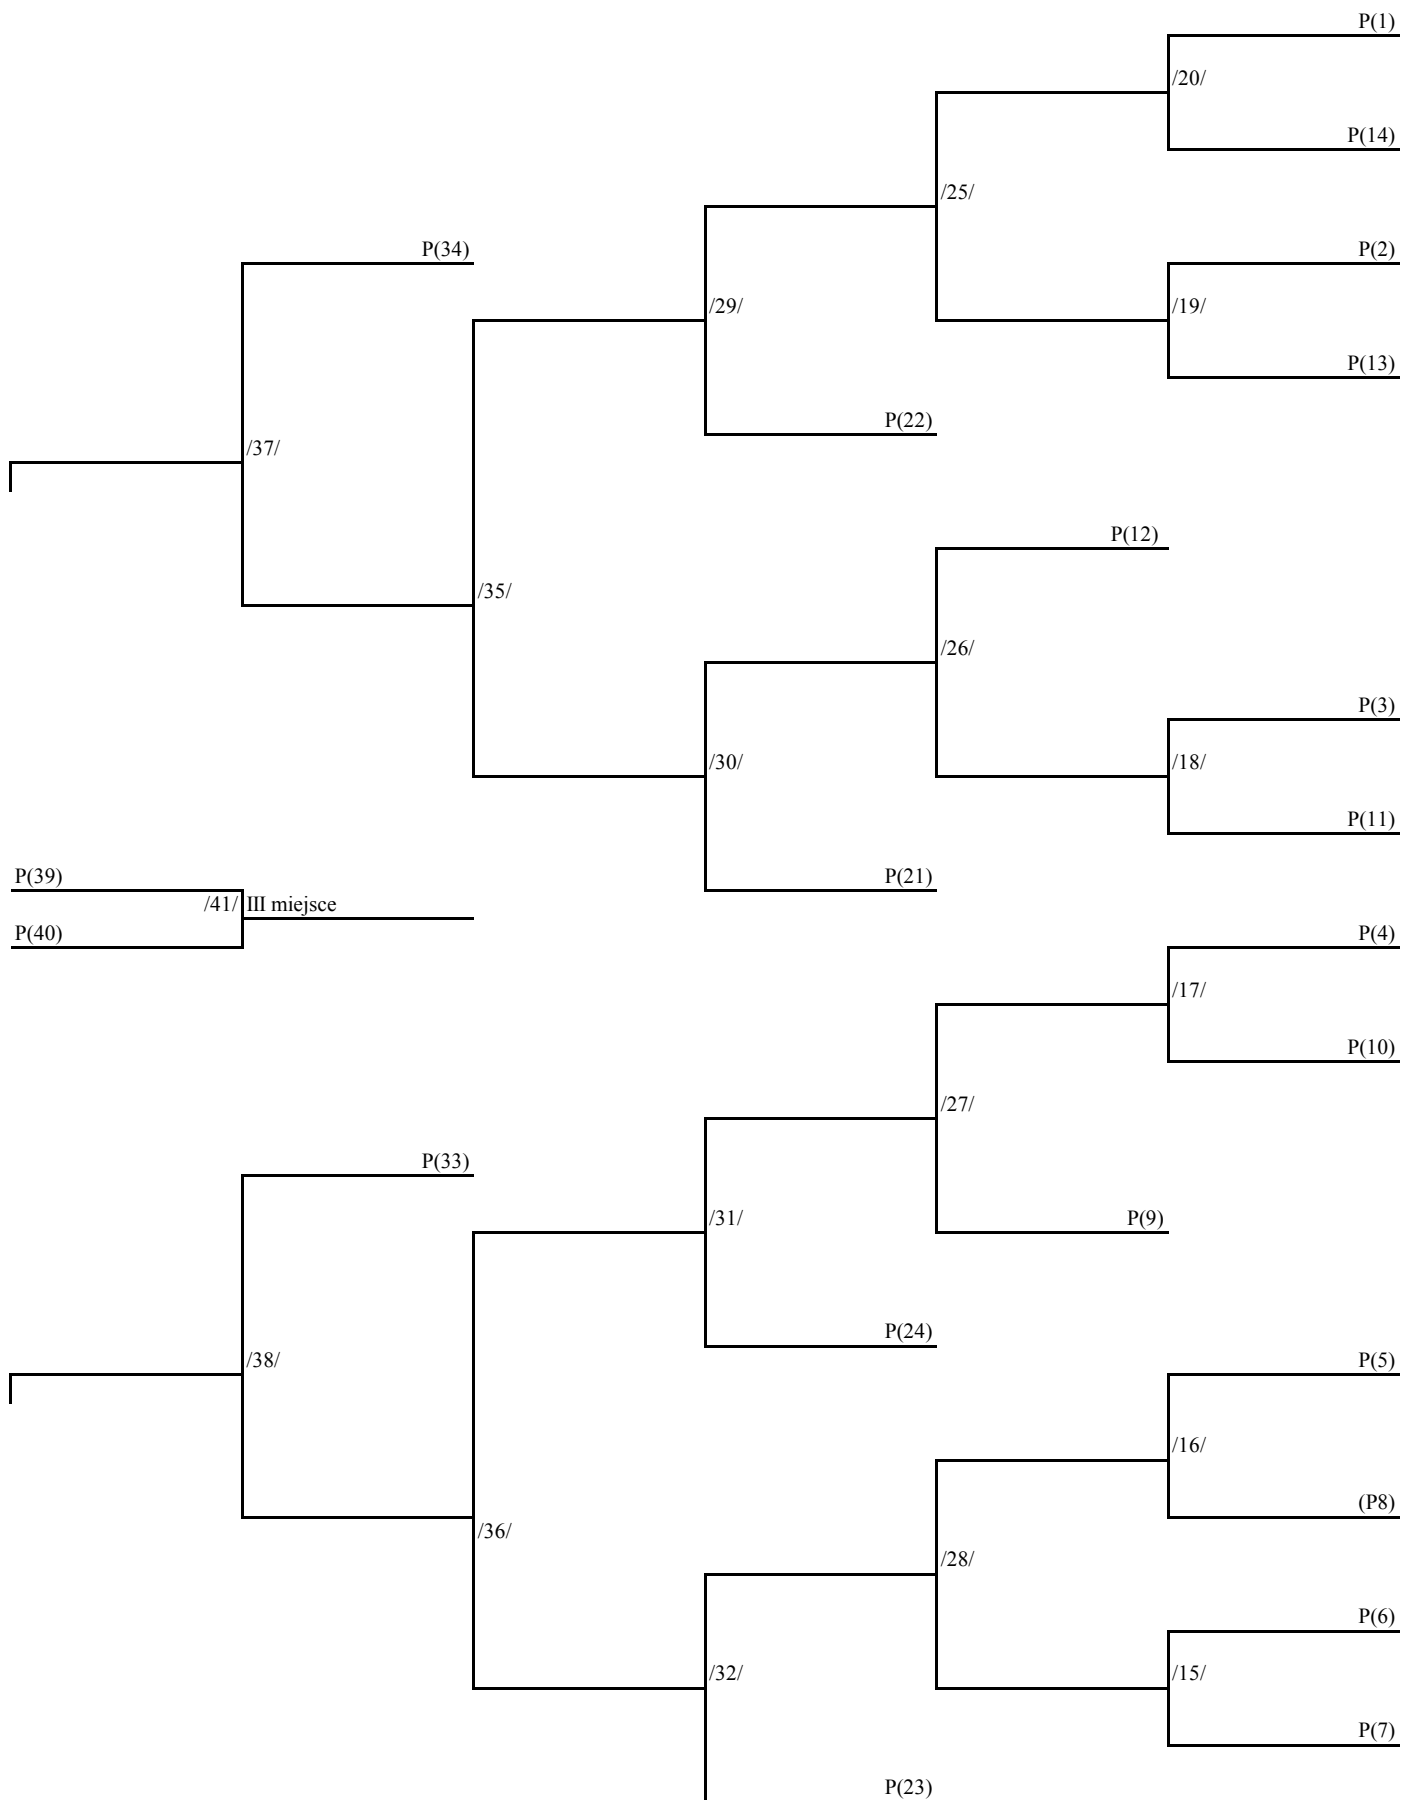 P(1)
/20/
P(14)
/25/
P(34)
P(2)
/29/
/19/
P(13)
P(22)
/37/
P(12)
/35/
/26/
P(3)
/30/
/18/
P(11)
P(39)
P(21)
/41/ III miejsce
P(40)
P(4)
/17/
P(10)
/27/
P(33)
/31/
P(9)
P(24)
/38/
P(5)
/16/
(P8)
/36/
/28/
P(6)
/32/
/15/
P(7)
P(23)